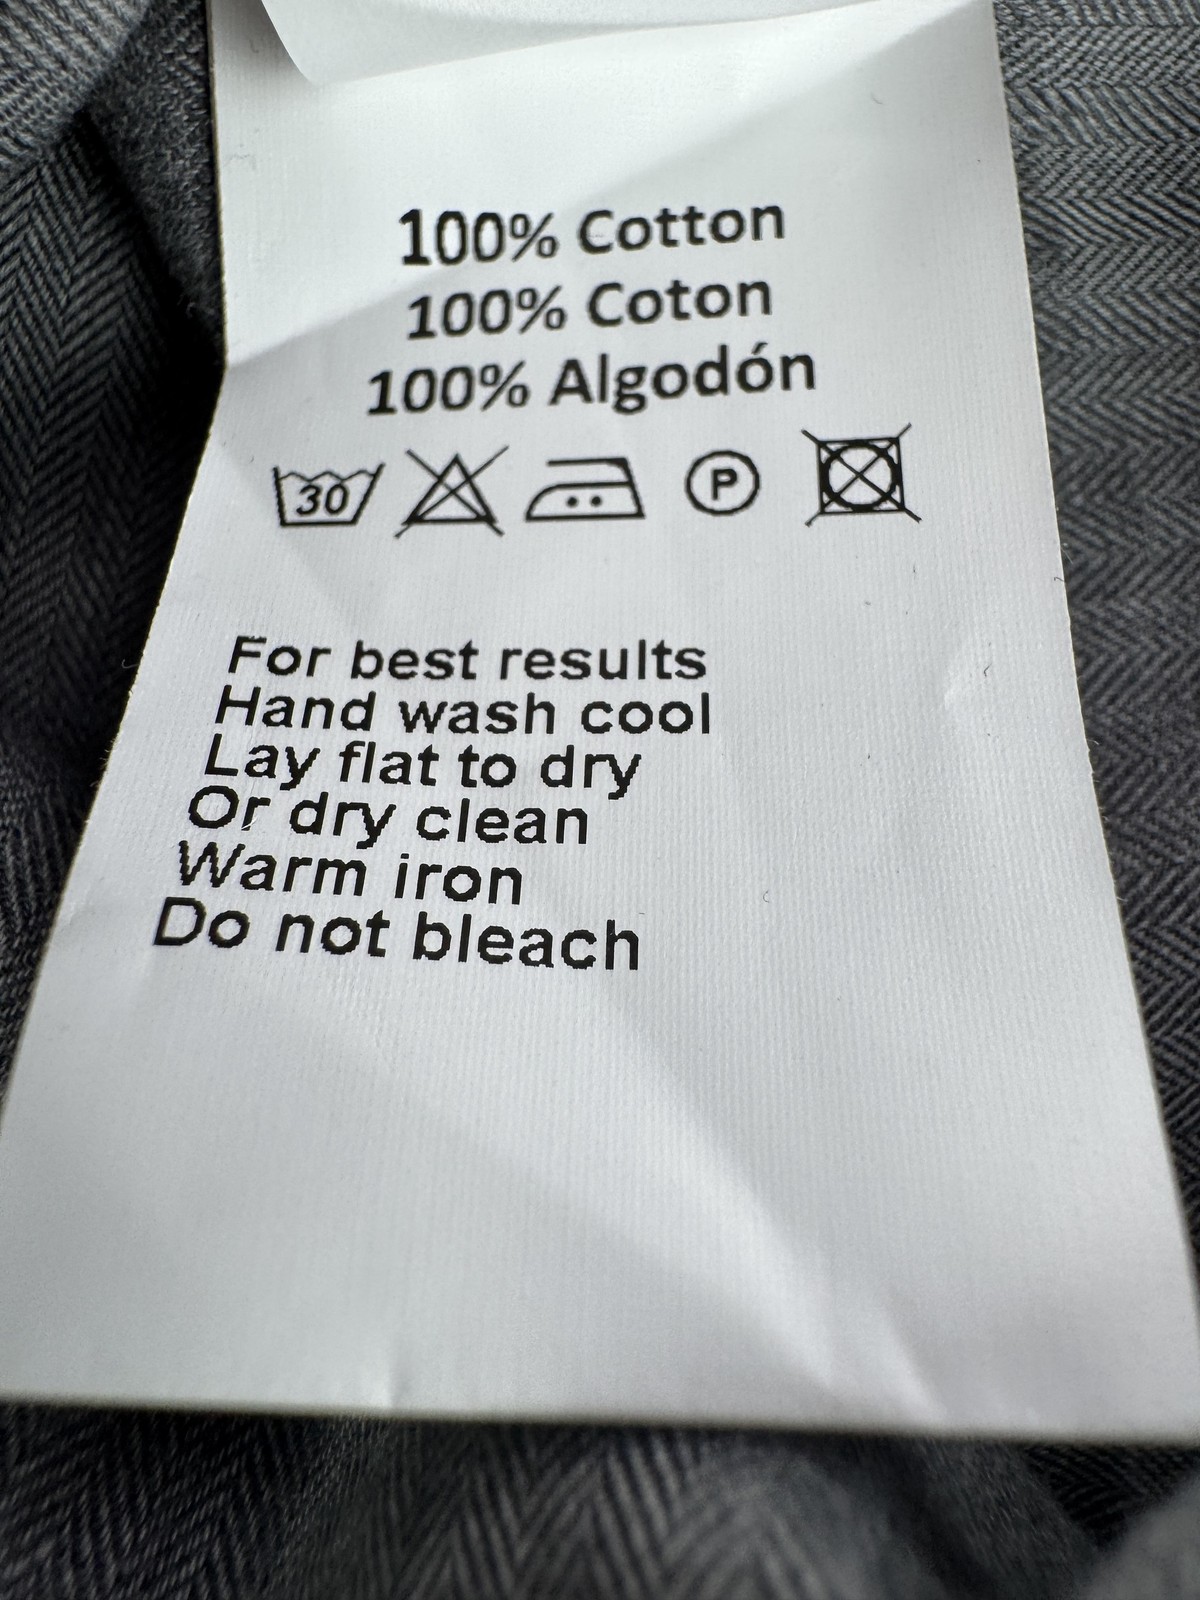 100% Cotton
100% Coton
100% Algodón
30 P
For best results
Hand wash cool
Lay flat to dry
Or dry clean
Warm iron
Do not bleach